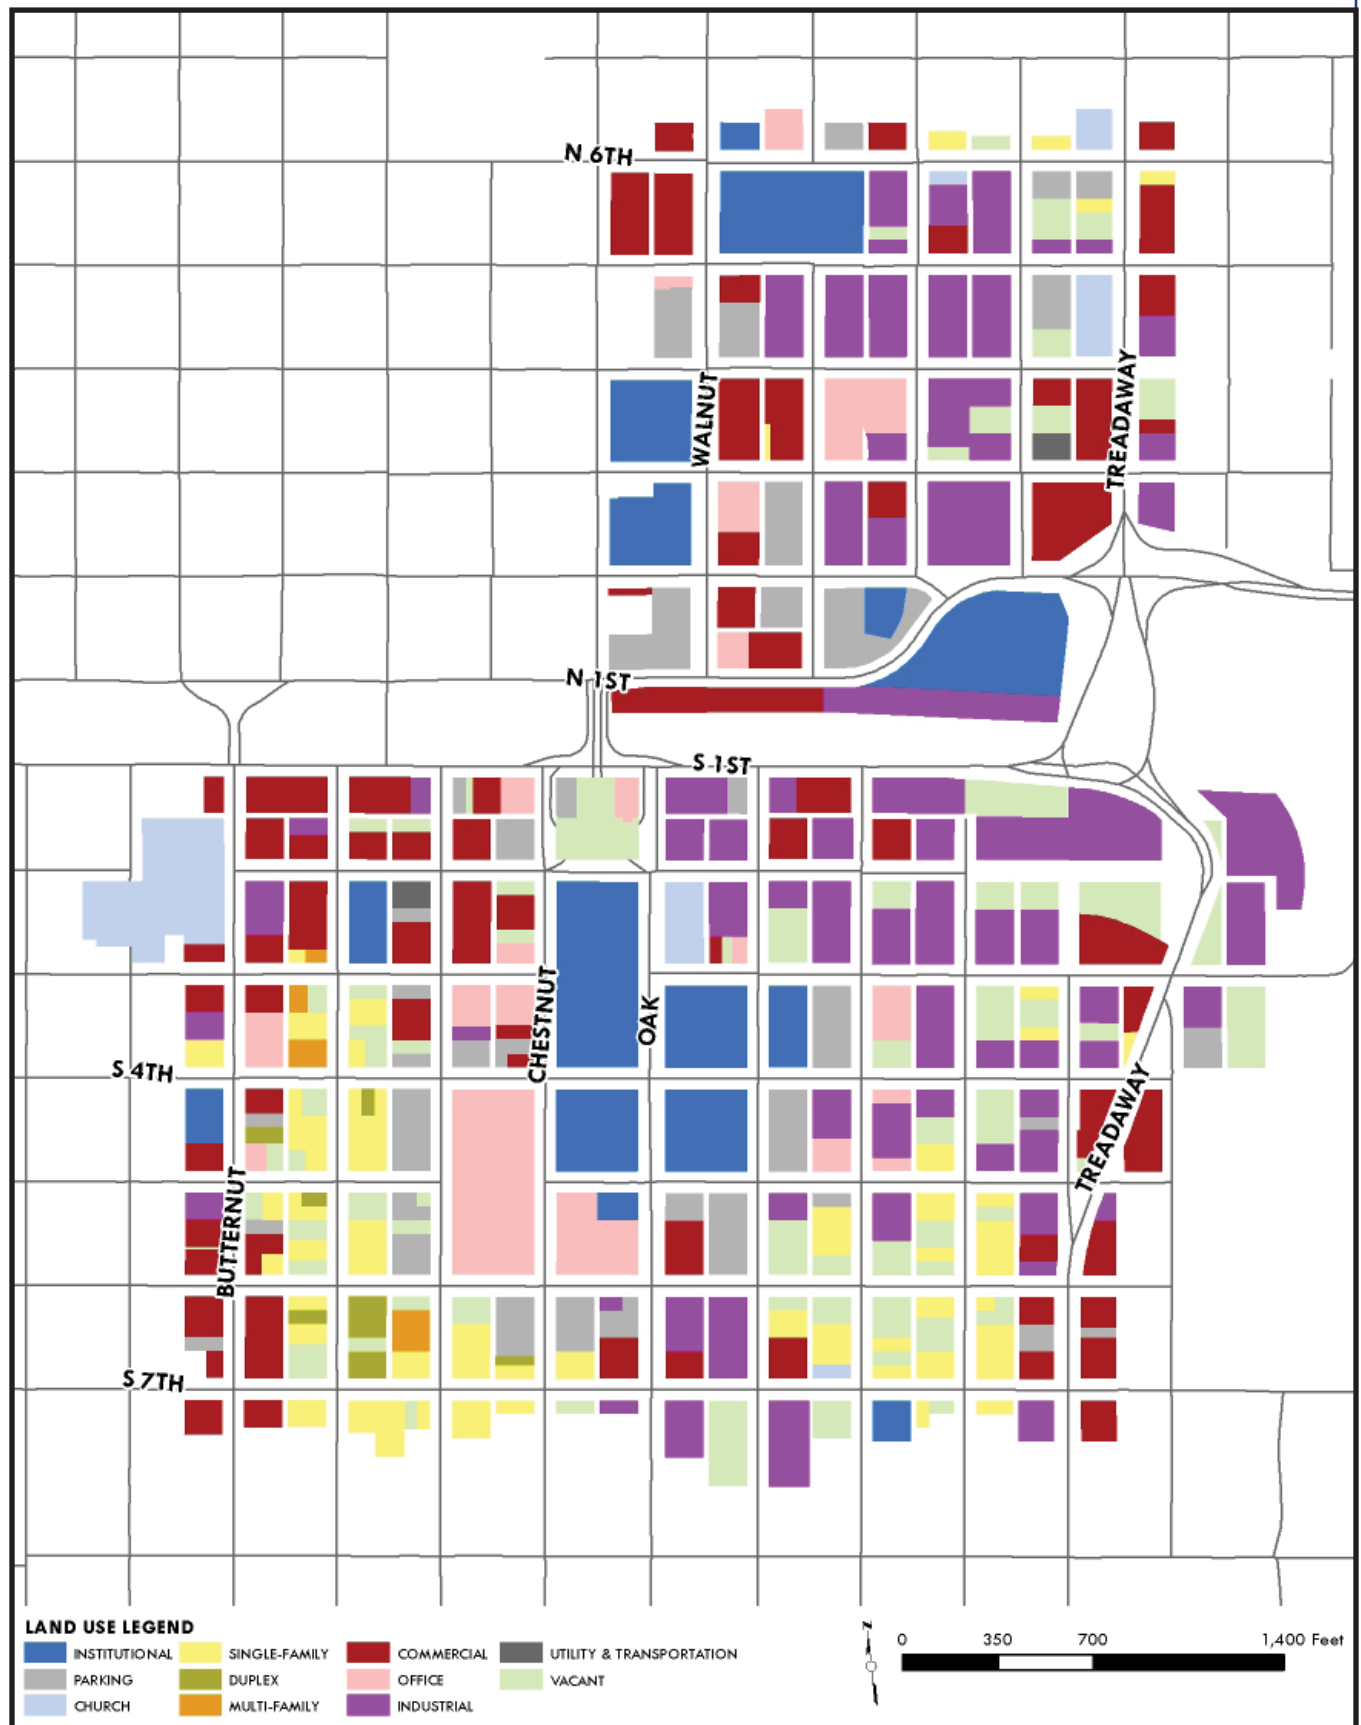 N 6TH
WALNUT
TREADAWAY
N 1ST
S 1ST
CHESTNUT
OAK
S 4TH
TREADAWAY
BUTTERNUT
S 7TH
LAND USE LEGEND
INSTITUTIONAL SINGLE-FAMILY COMMERCIAL UTILITY & TRANSPORTATION
PARKING DUPLEX OFFICE VACANT
CHURCH MULTI-FAMILY INDUSTRIAL
N
0 350 700 1,400 Feet